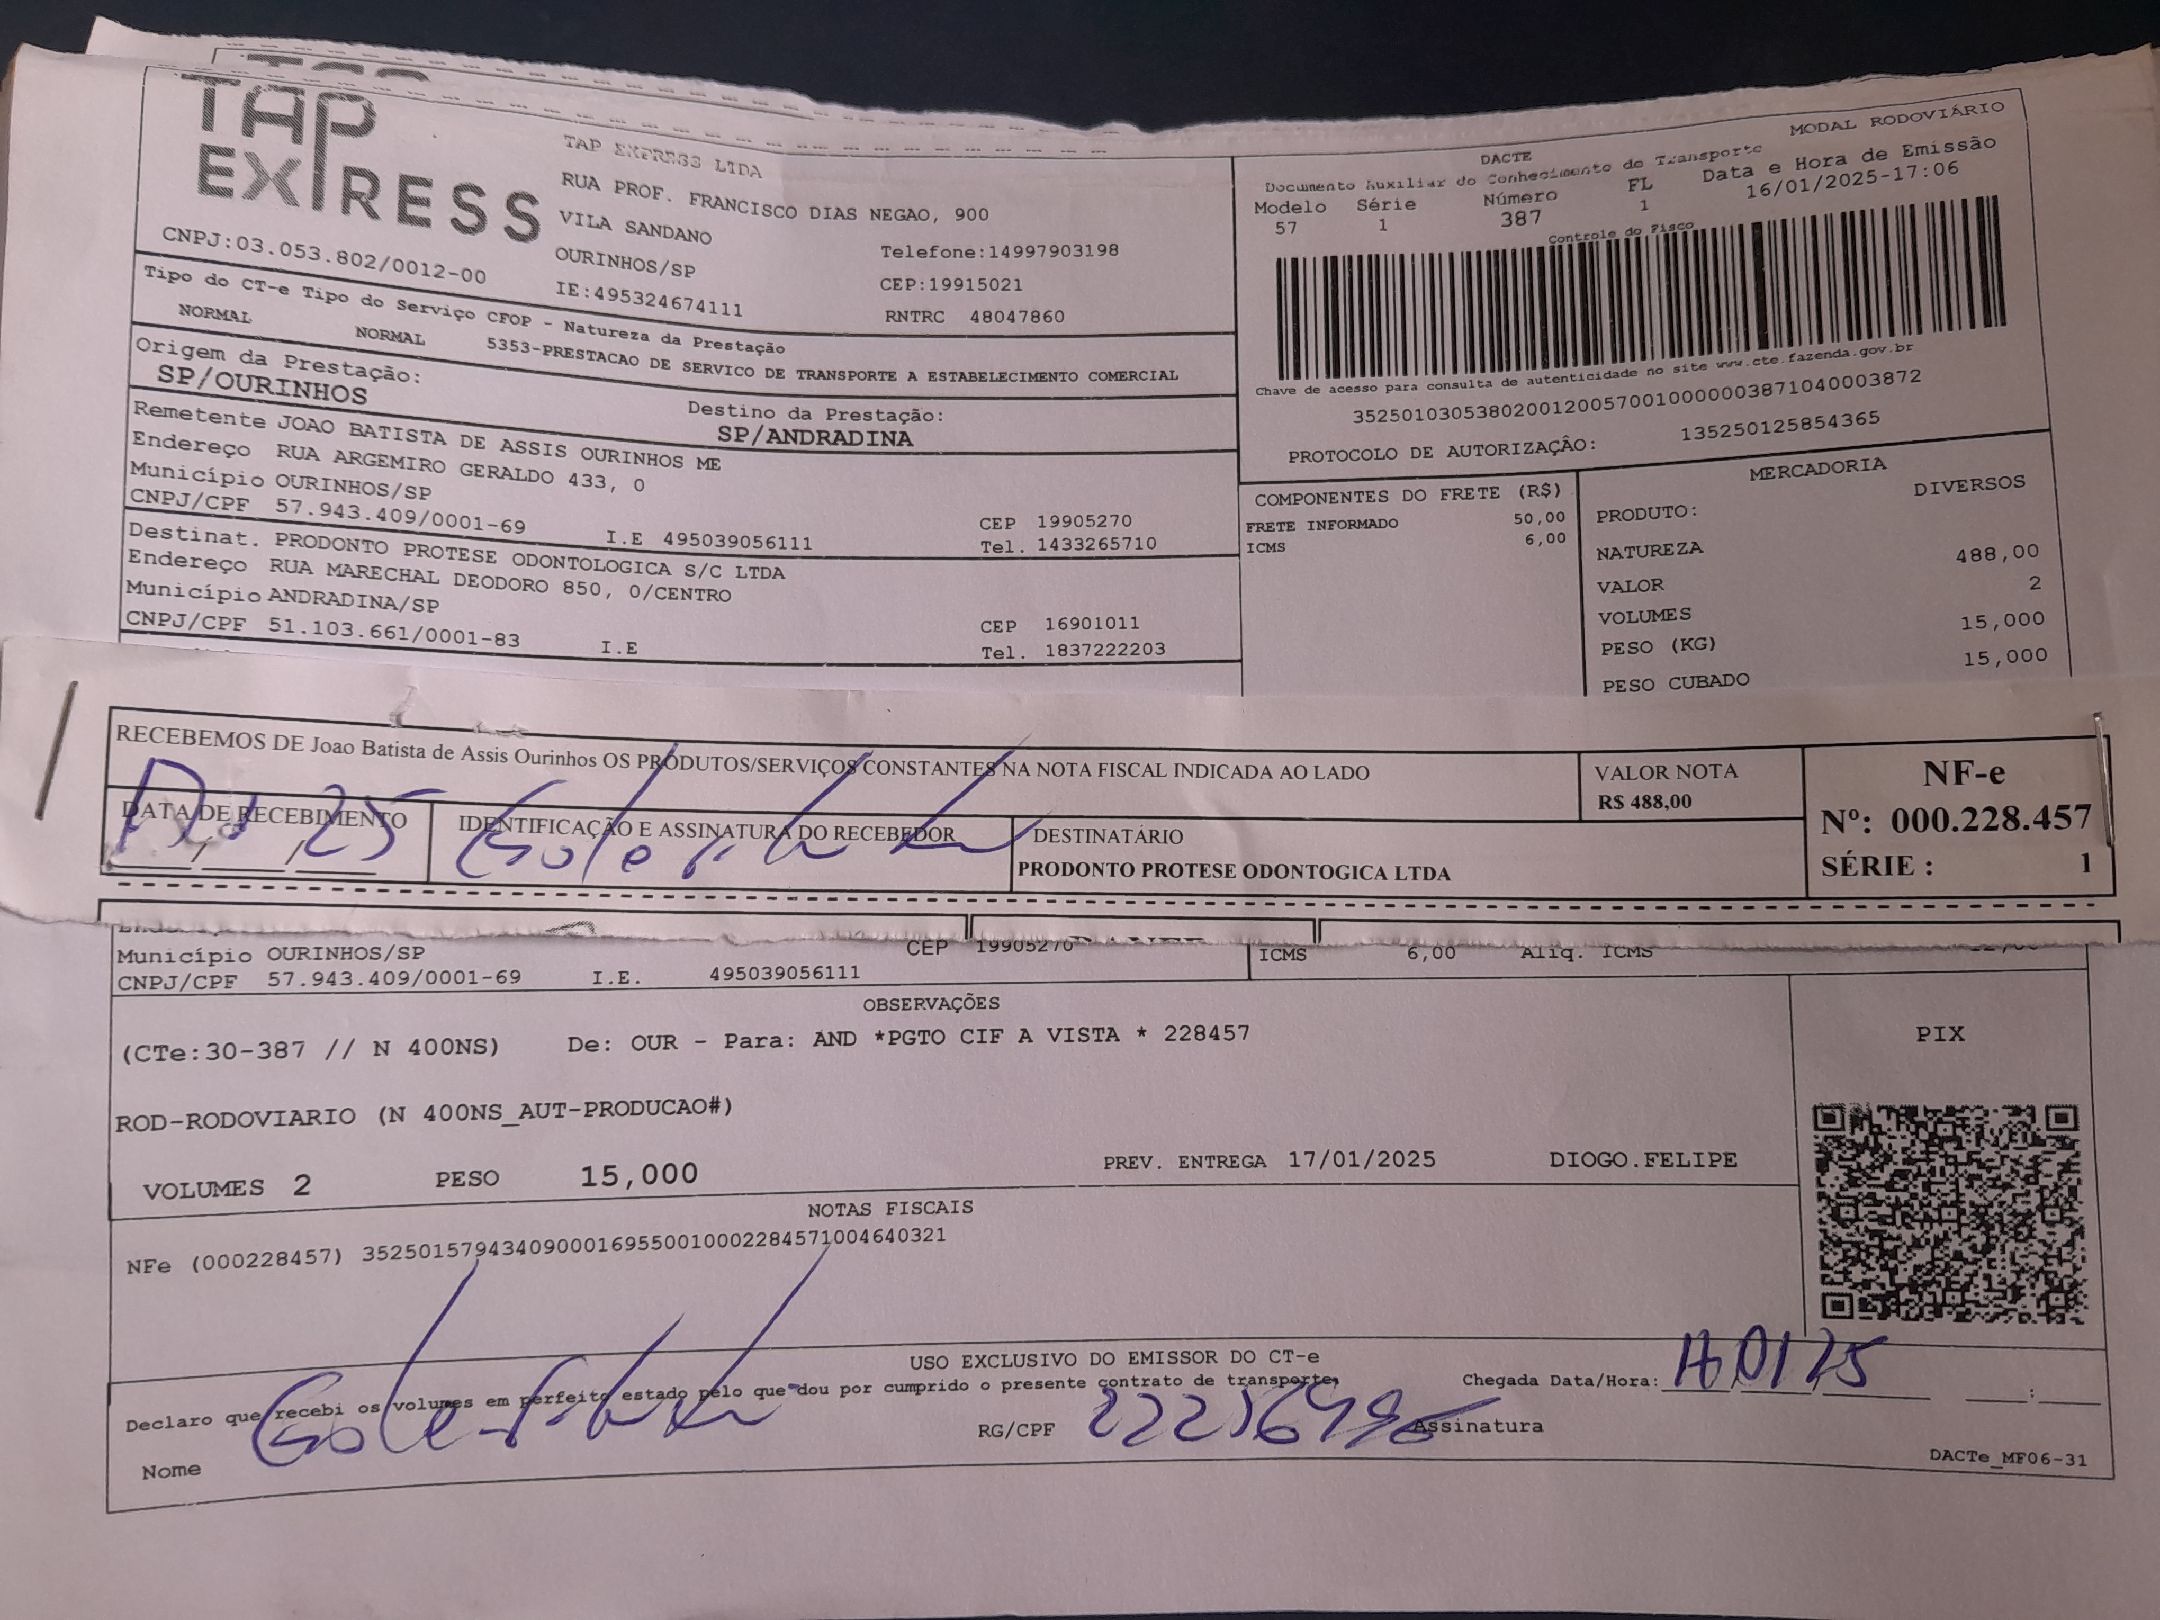 TAP
EXPRESS
TAP EXPRESS LTDA
RUA PROF. FRANCISCO DIAS NEGAO, 900
VILA SANDANO
OURINHOS/SP
IE:495324674111
Telefone:14997903198
CEP:19915021
RNTRC 48047860
CNPJ:03.053.802/0012-00
MODAL RODOVIÁRIO
DACTE
Documento Auxiliar do Conhecimento de Transporte
Modelo Série Número FL Data e Hora de Emissão
57 1 387 1 16/01/2025-17:06
Controle do Fisco
Chave de acesso para consulta de autenticidade no site www.cte.fazenda.gov.br
35250103053802001200570010000003871040003872
PROTOCOLO DE AUTORIZAÇÃO: 135250125854365
Tipo do CT-e Tipo do Serviço CFOP - Natureza da Prestação
NORMAL NORMAL 5353-PRESTACAO DE SERVICO DE TRANSPORTE A ESTABELECIMENTO COMERCIAL
Origem da Prestação:
SP/OURINHOS
Destino da Prestação:
SP/ANDRADINA
Remetente JOAO BATISTA DE ASSIS OURINHOS ME
Endereço RUA ARGEMIRO GERALDO 433, 0
Município OURINHOS/SP CEP 19905270
CNPJ/CPF 57.943.409/0001-69 I.E 495039056111 Tel. 1433265710
Destinat. PRODONTO PROTESE ODONTOLOGICA S/C LTDA
Endereço RUA MARECHAL DEODORO 850, 0/CENTRO
Município ANDRADINA/SP CEP 16901011
CNPJ/CPF 51.103.661/0001-83 I.E Tel. 1837222203
COMPONENTES DO FRETE (R$)
FRETE INFORMADO 50,00
ICMS 6,00
MERCADORIA
PRODUTO: DIVERSOS
NATUREZA
VALOR 488,00
VOLUMES 2
PESO (KG) 15,000
PESO CUBADO 15,000
RECEBEMOS DE Joao Batista de Assis Ourinhos OS PRODUTOS/SERVIÇOS CONSTANTES NA NOTA FISCAL INDICADA AO LADO
VALOR NOTA
R$ 488,00
NF-e
Nº: 000.228.457
SÉRIE : 1
DATA DE RECEBIMENTO
IDENTIFICAÇÃO E ASSINATURA DO RECEBEDOR
DESTINATÁRIO
PRODONTO PROTESE ODONTOGICA LTDA
Município OURINHOS/SP CEP 19905270
CNPJ/CPF 57.943.409/0001-69 I.E. 495039056111
ICMS 6,00 Aliq. ICMS
OBSERVAÇÕES
(CTe:30-387 // N 400NS) De: OUR - Para: AND *PGTO CIF A VISTA * 228457
PIX
ROD-RODOVIARIO (N 400NS_AUT-PRODUCAO#)
VOLUMES 2 PESO 15,000 PREV. ENTREGA 17/01/2025 DIOGO.FELIPE
NOTAS FISCAIS
NFe (000228457) 35250157943409000169550010002284571004640321
USO EXCLUSIVO DO EMISSOR DO CT-e
Declaro que recebi os volumes em perfeito estado pelo que dou por cumprido o presente contrato de transporte.
Chegada Data/Hora:
Nome
RG/CPF
Assinatura
DACTe_MF06-31